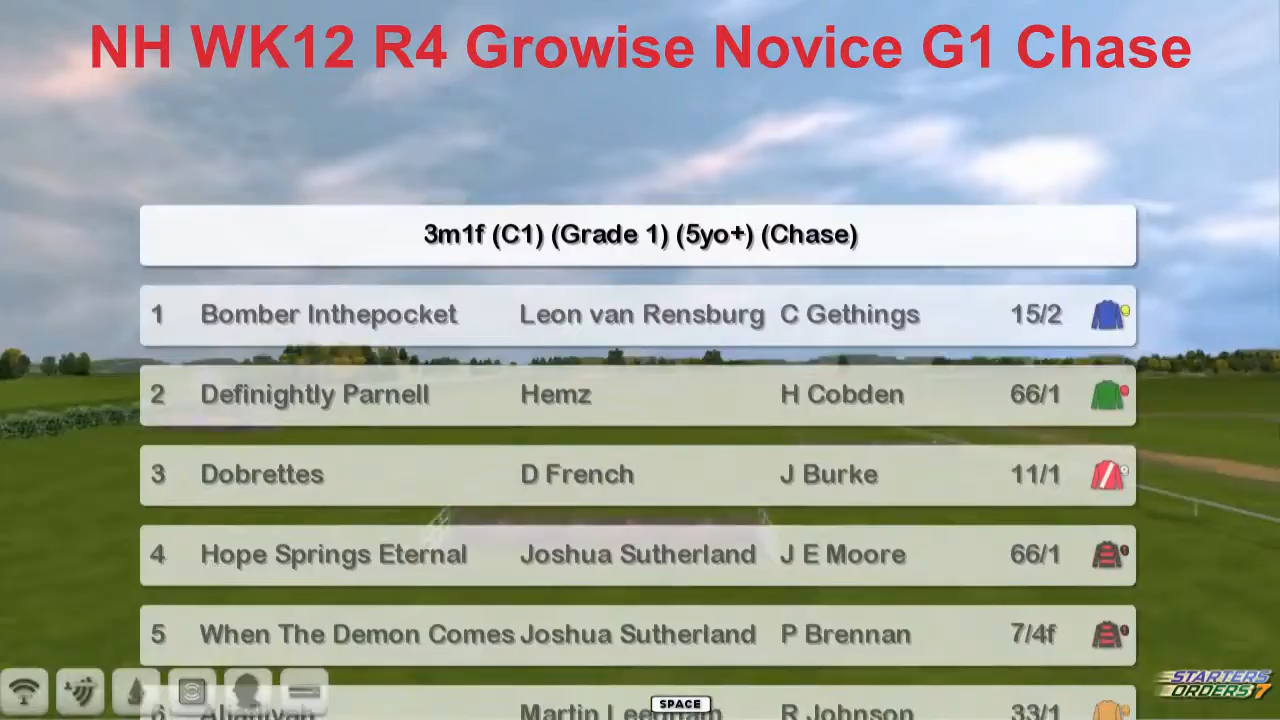 NH WK12 R4 Growise Novice G1 Chase
3m1f (C1) (Grade 1) (5yo+) (Chase)
1 Bomber Inthepocket Leon van Rensburg C Gethings 15/2
2 Definightly Parnell Hemz H Cobden 66/1
3 Dobrettes D French J Burke 11/1
4 Hope Springs Eternal Joshua Sutherland J E Moore 66/1
5 When The Demon Comes Joshua Sutherland P Brennan 7/4f
6 Martin R Johnson 33/1
SPACE
STARTERS ORDERS 7